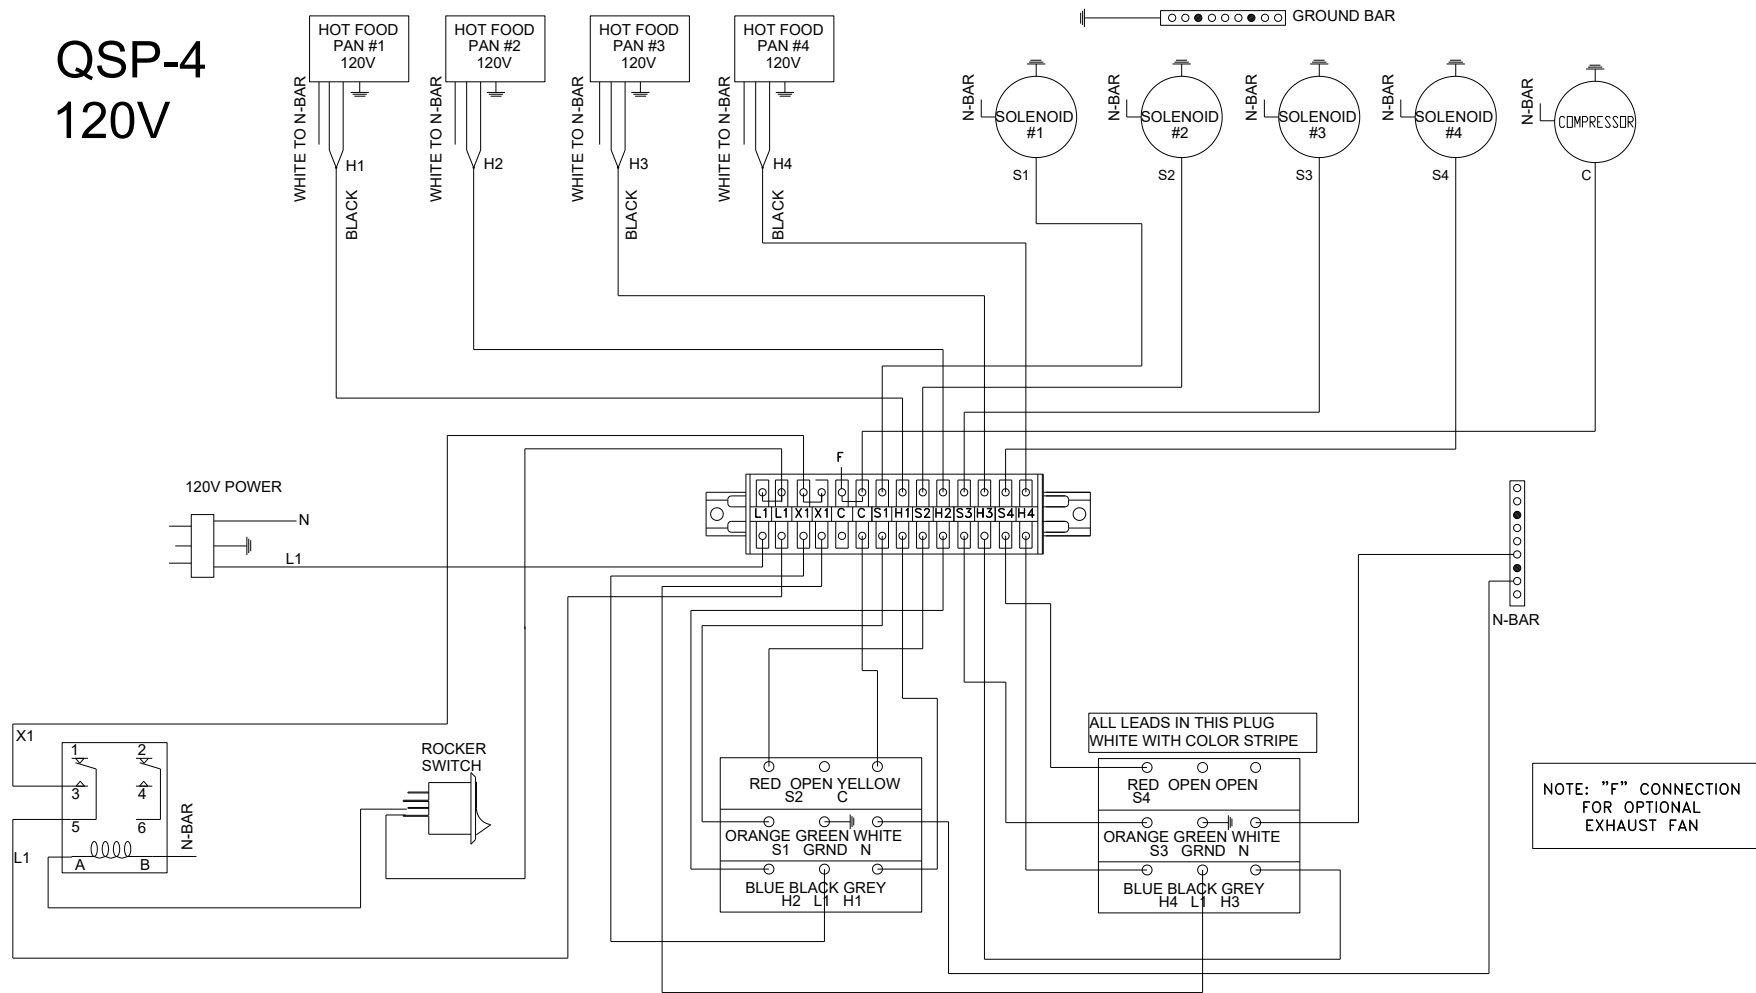 QSP-4
120V
HOT FOOD
PAN #1
120V
HOT FOOD
PAN #2
120V
HOT FOOD
PAN #3
120V
HOT FOOD
PAN #4
120V
GROUND BAR
WHITE TO N-BAR
H1
BLACK
WHITE TO N-BAR
H2
WHITE TO N-BAR
H3
BLACK
WHITE TO N-BAR
H4
BLACK
N-BAR
SOLENOID
#1
S1
N-BAR
SOLENOID
#2
S2
N-BAR
SOLENOID
#3
S3
N-BAR
SOLENOID
#4
S4
N-BAR
COMPRESSOR
C
F
L1 L1 X1 X1 C C S1 H1 S2 H2 S3 H3 S4 H4
120V POWER
N
L1
N-BAR
X1
1 2
3 4
5 6
A B
N-BAR
L1
ROCKER
SWITCH
RED OPEN YELLOW
S2 C
ORANGE GREEN WHITE
S1 GRND N
BLUE BLACK GREY
H2 L1 H1
ALL LEADS IN THIS PLUG
WHITE WITH COLOR STRIPE
RED OPEN OPEN
S4
ORANGE GREEN WHITE
S3 GRND N
BLUE BLACK GREY
H4 L1 H3
NOTE: "F" CONNECTION
FOR OPTIONAL
EXHAUST FAN